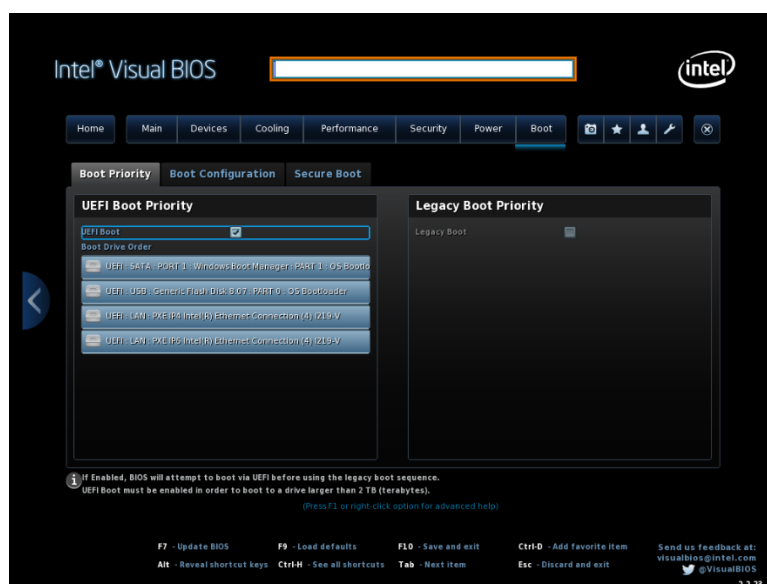 Intel® Visual BIOS
intel
Home Main Devices Cooling Performance Security Power Boot
Boot Priority Boot Configuration Secure Boot
UEFI Boot Priority
UEFI Boot
Boot Drive Order
UEFI : SATA : PORT 1 : Windows Boot Manager : PART 1 : OS Bootlo
UEFI : USB : Generic Flash Disk 8.07 : PART 0 : OS Bootloader
UEFI : LAN : PXE IP4 Intel(R) Ethernet Connection (4) I219-V
UEFI : LAN : PXE IP6 Intel(R) Ethernet Connection (4) I219-V
Legacy Boot Priority
Legacy Boot
If Enabled, BIOS will attempt to boot via UEFI before using the legacy boot sequence.
UEFI Boot must be enabled in order to boot to a drive larger than 2 TB (terabytes).
(Press F1 or right-click option for advanced help)
F7 - Update BIOS F9 - Load defaults F10 - Save and exit Ctrl-D - Add favorite item
Alt - Reveal shortcut keys Ctrl-H - See all shortcuts Tab - Next item Esc - Discard and exit
Send us feedback at:
visualbios@intel.com
@VisualBIOS
2.2.23